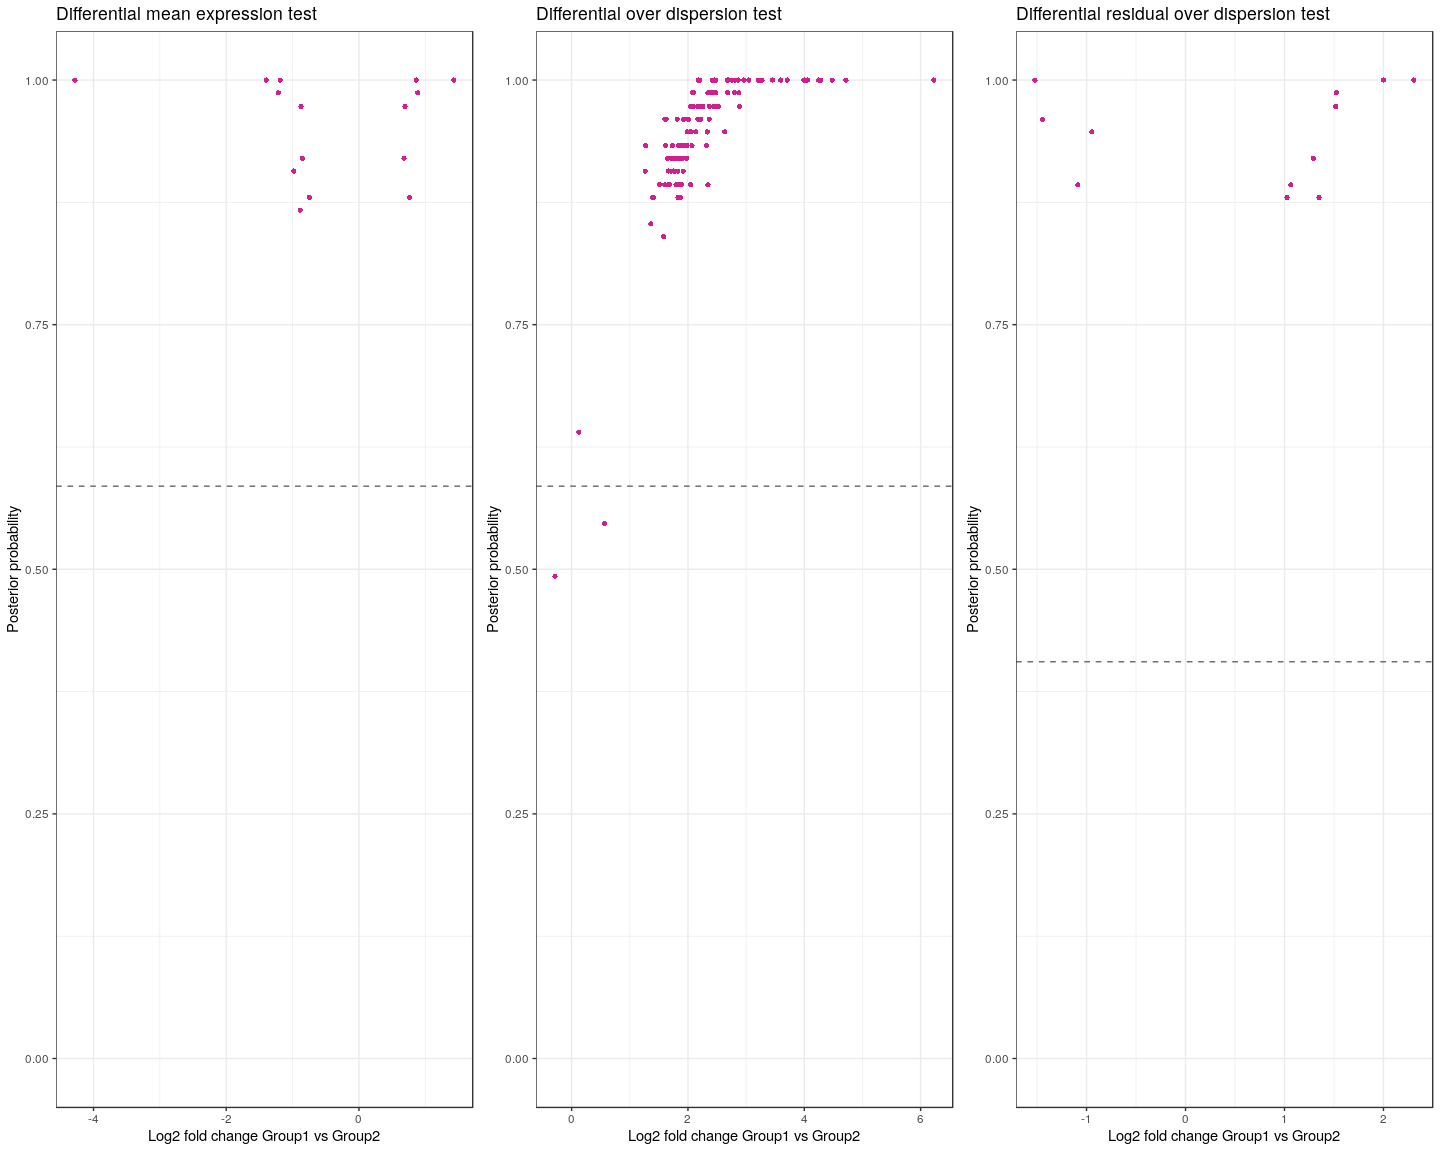 Differential mean expression test
Differential over dispersion test
Differential residual over dispersion test
Posterior probability
1.00
0.75
0.50
0.25
0.00
-4
-2
0
Log2 fold change Group1 vs Group2
Posterior probability
1.00
0.75
0.50
0.25
0.00
0
2
4
6
Log2 fold change Group1 vs Group2
Posterior probability
1.00
0.75
0.50
0.25
0.00
-1
0
1
2
Log2 fold change Group1 vs Group2